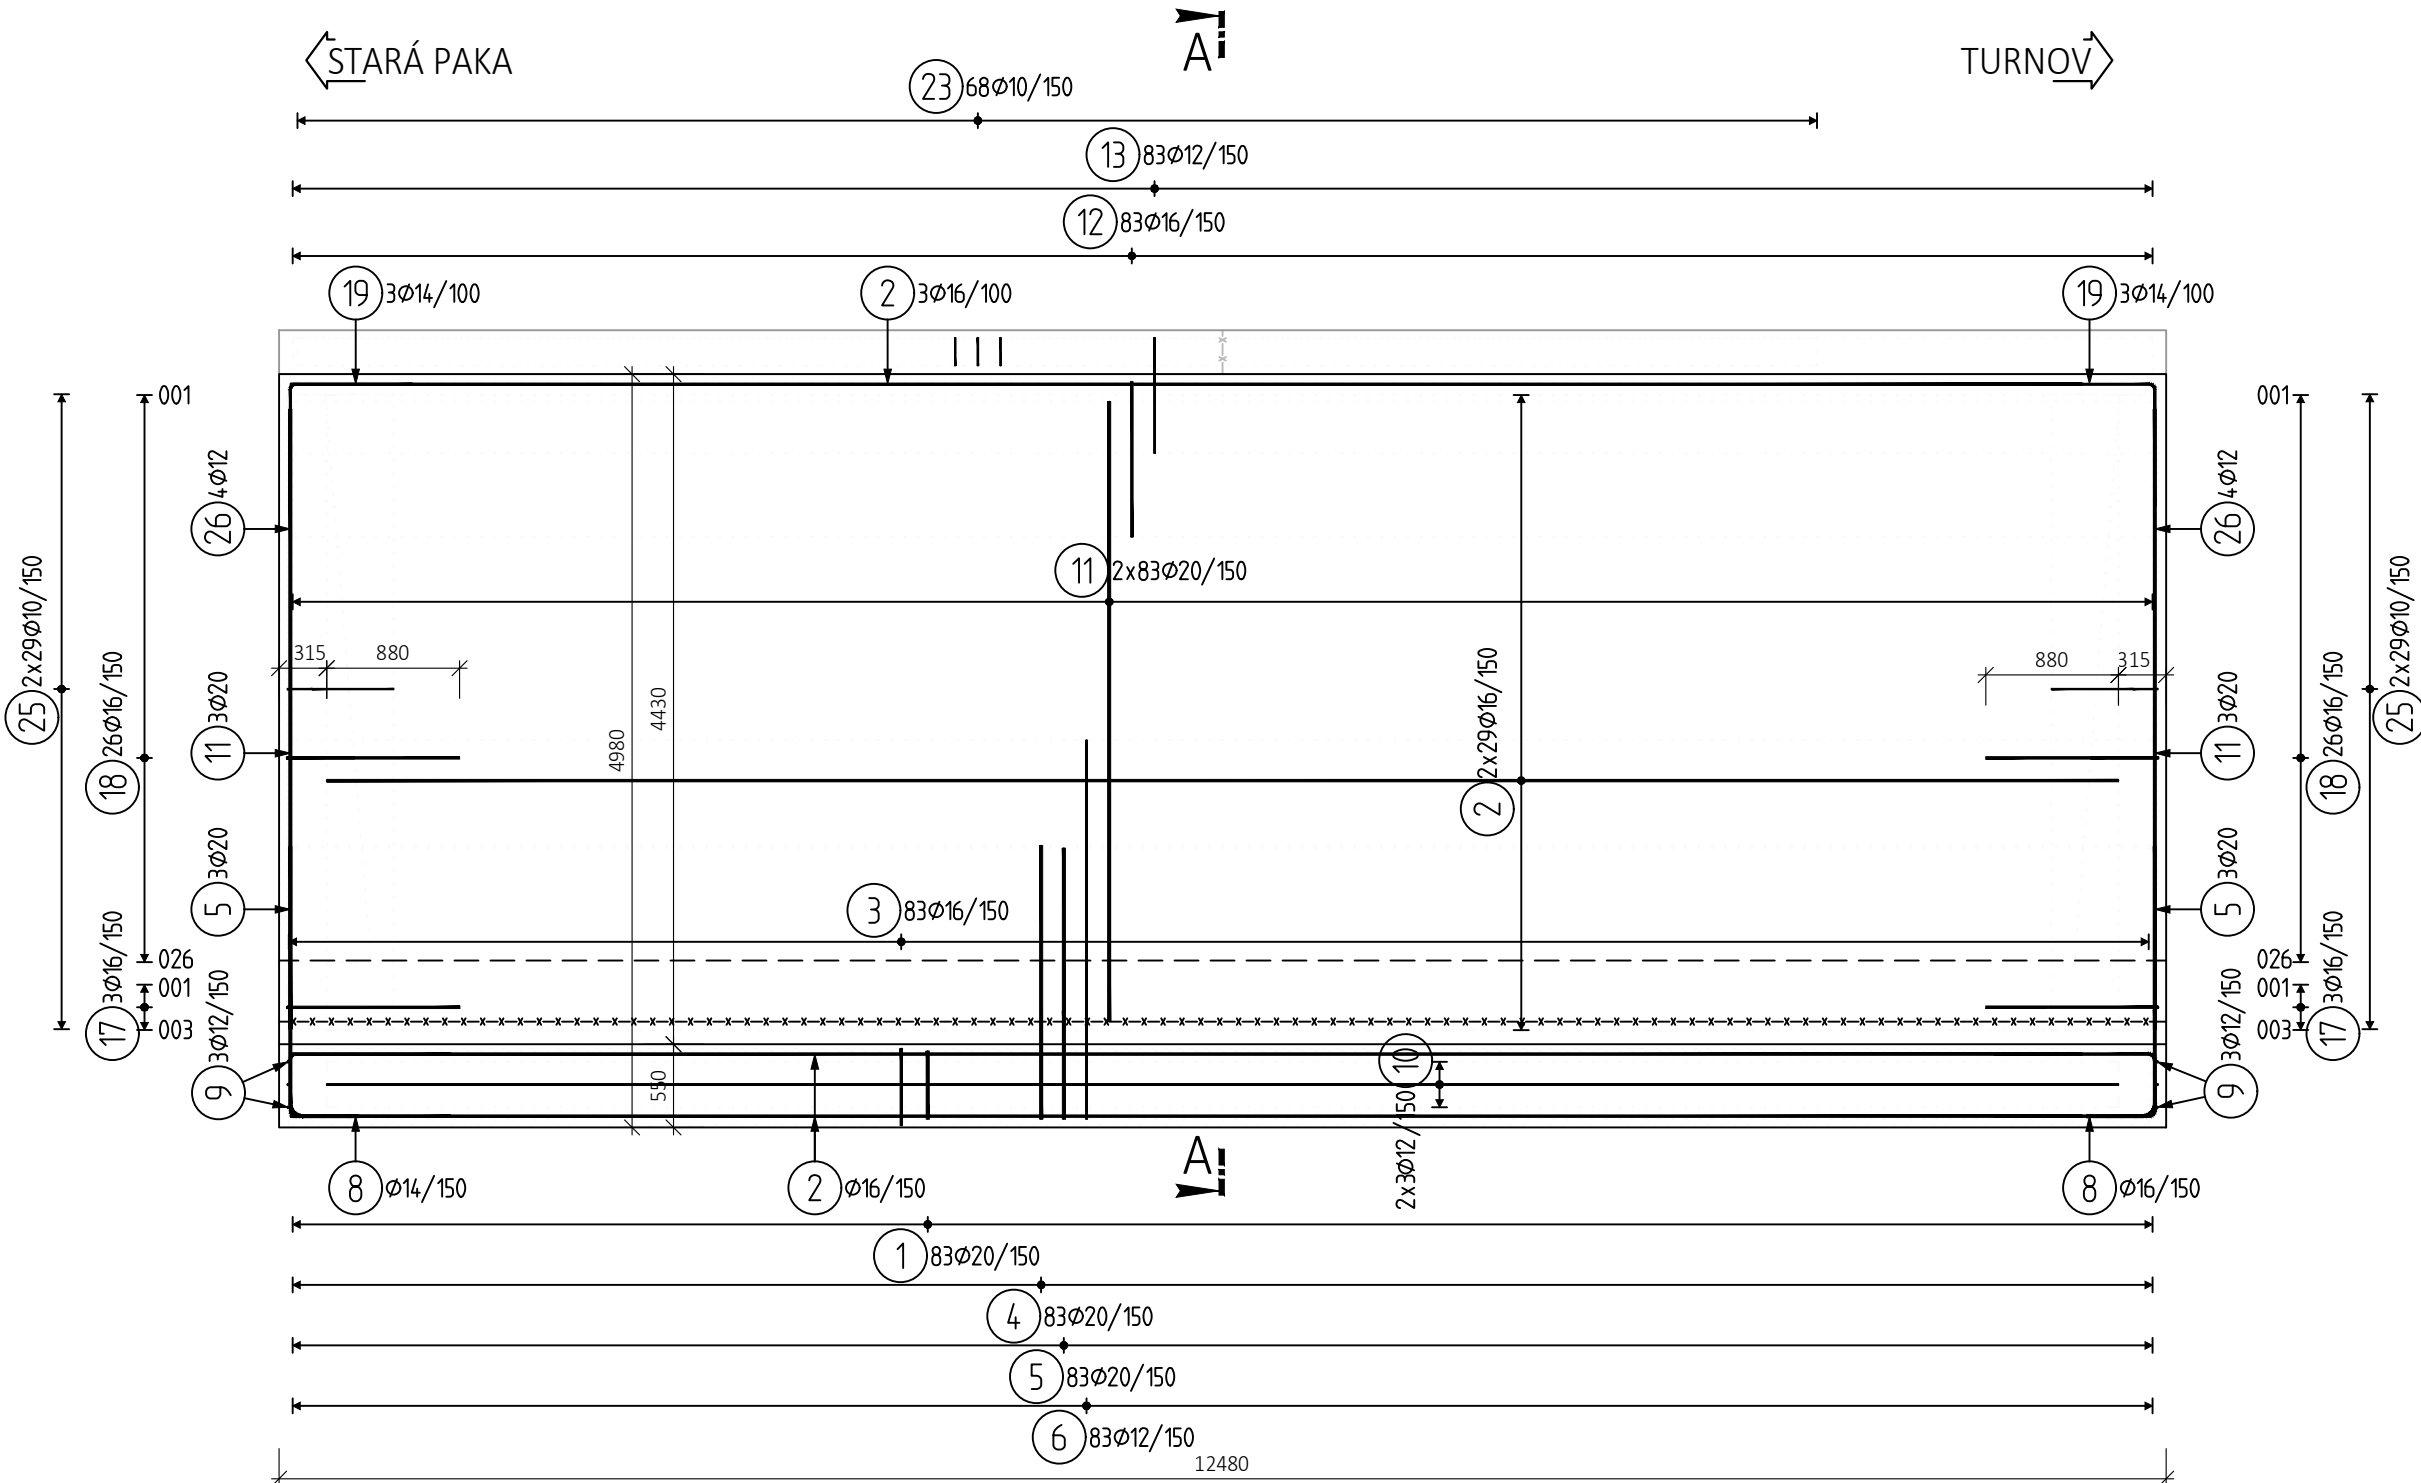 STARÁ PAKA
A
TURNOV
23 68Ø10/150
13 83Ø12/150
12 83Ø16/150
19 3Ø14/100
2 3Ø16/100
19 3Ø14/100
001
001
26 4Ø12
26 4Ø12
11 2x83Ø20/150
25 2x29Ø10/150
18 26Ø16/150
11 3Ø20
315
880
4980
4430
2 2x29Ø16/150
880
315
11 3Ø20
18 26Ø16/150
25 2x29Ø10/150
5 3Ø20
3 83Ø16/150
5 3Ø20
17 3Ø16/150
026
001
003
026
001
003
17 3Ø16/150
9 3Ø12/150
550
10 2x3Ø12/150
9 3Ø12/150
8 Ø14/150
2 Ø16/150
A
8 Ø16/150
1 83Ø20/150
4 83Ø20/150
5 83Ø20/150
6 83Ø12/150
12480